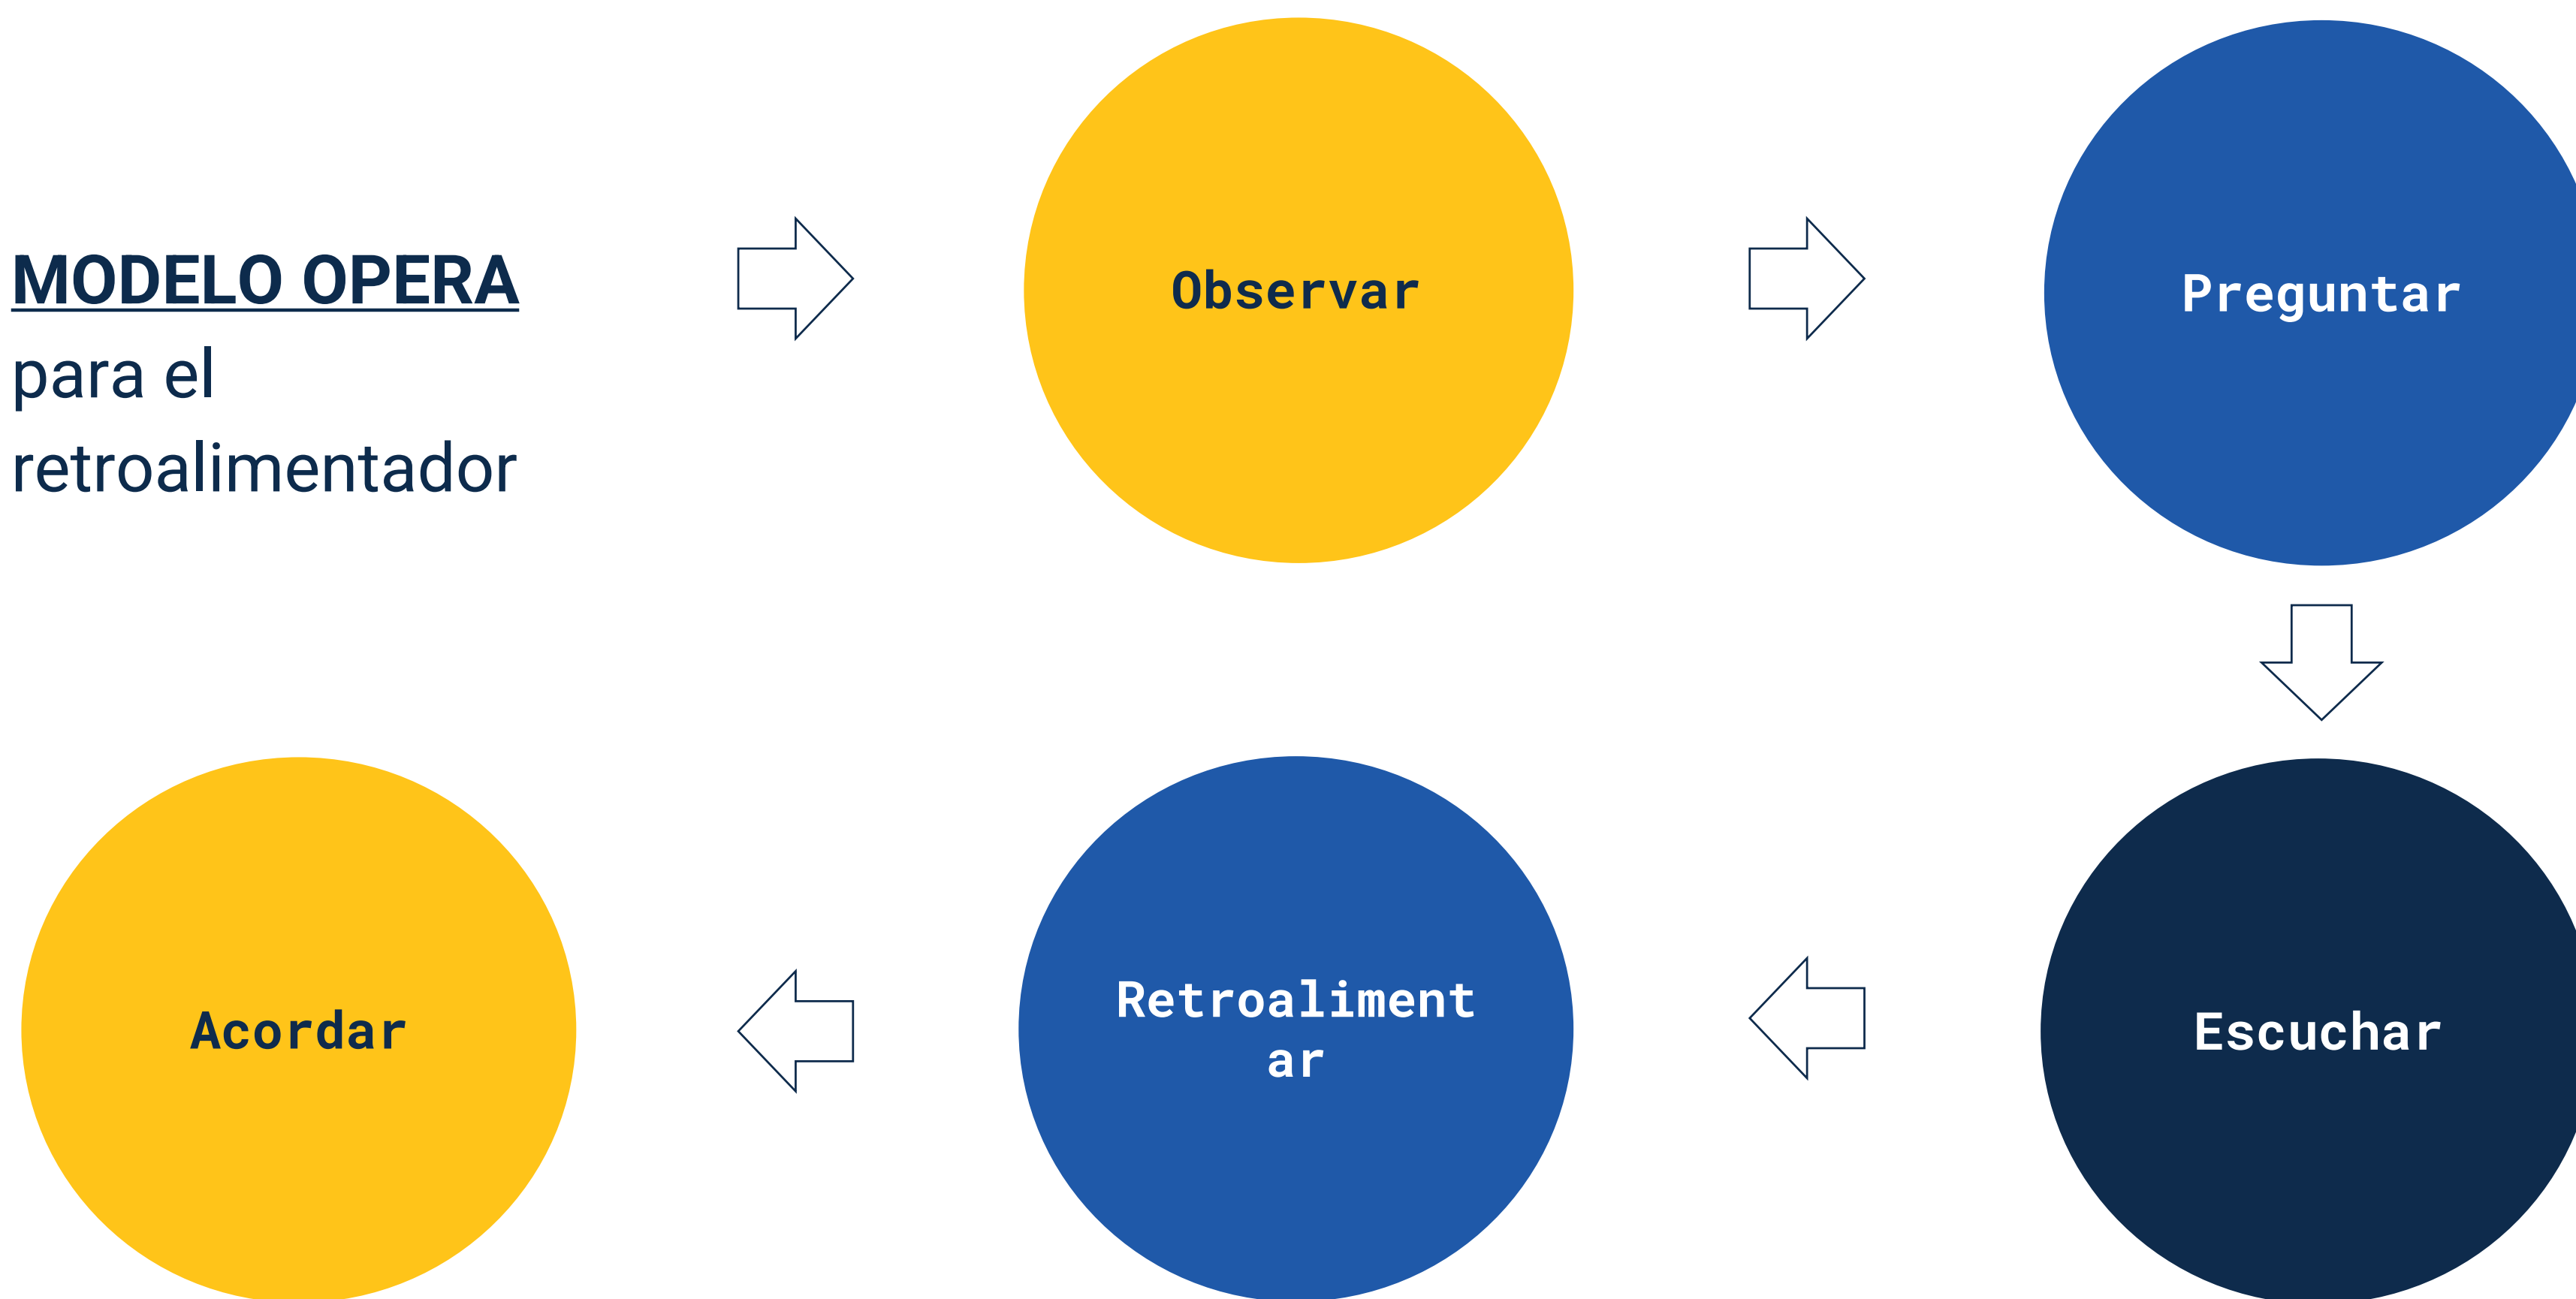 MODELO OPERA
para el
retroalimentador
Observar
Preguntar
Escuchar
Retroaliment
ar
Acordar